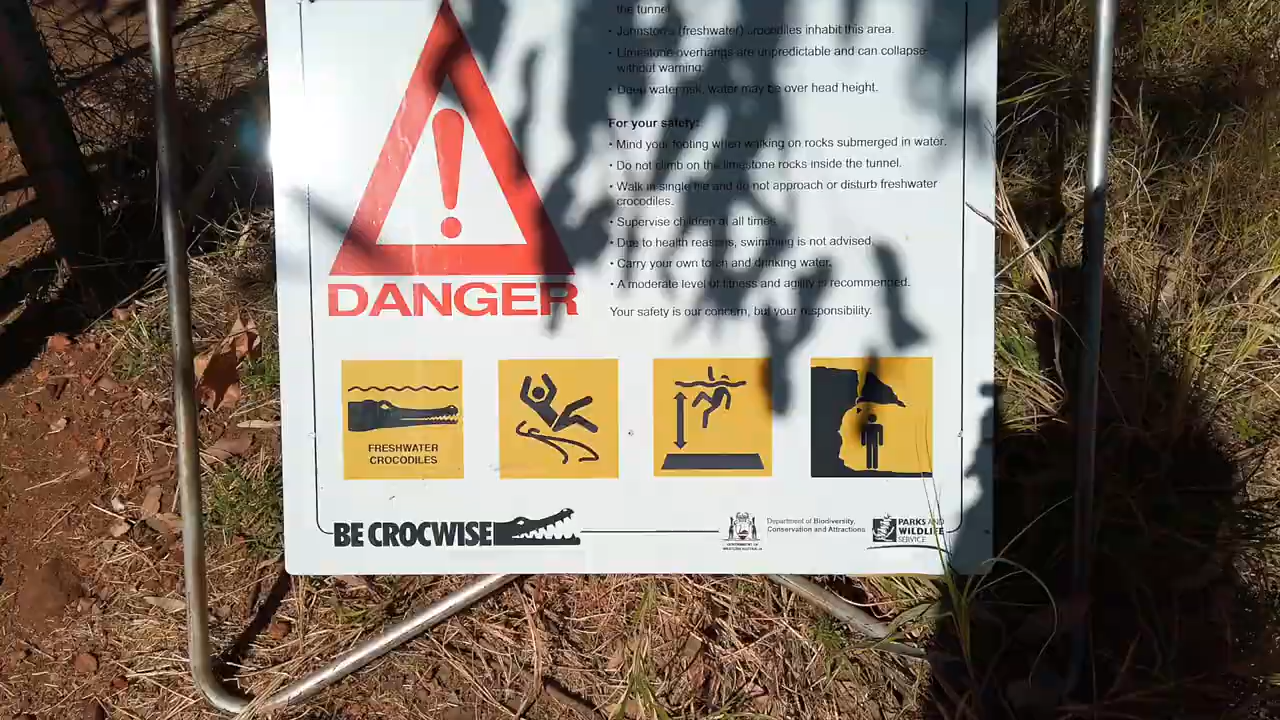 the tunnel
• Johnston's (freshwater) crocodiles inhabit this area.
• Limestone overhangs are unpredictable and can collapse
without warning.
• Deep water risk, water may be over head height.
For your safety:
• Mind your footing when walking on rocks submerged in water.
• Do not climb on the limestone rocks inside the tunnel.
• Walk in single file and do not approach or disturb freshwater
crocodiles.
• Supervise children at all times.
• Due to health reasons, swimming is not advised.
• Carry your own torch and drinking water.
• A moderate level of fitness and agility is recommended.
Your safety is our concern, but your responsibility.
DANGER
FRESHWATER
CROCODILES
BE CROCWISE
GOVERNMENT OF
WESTERN AUSTRALIA
Department of Biodiversity,
Conservation and Attractions
PARKS AND
WILDLIFE
SERVICE